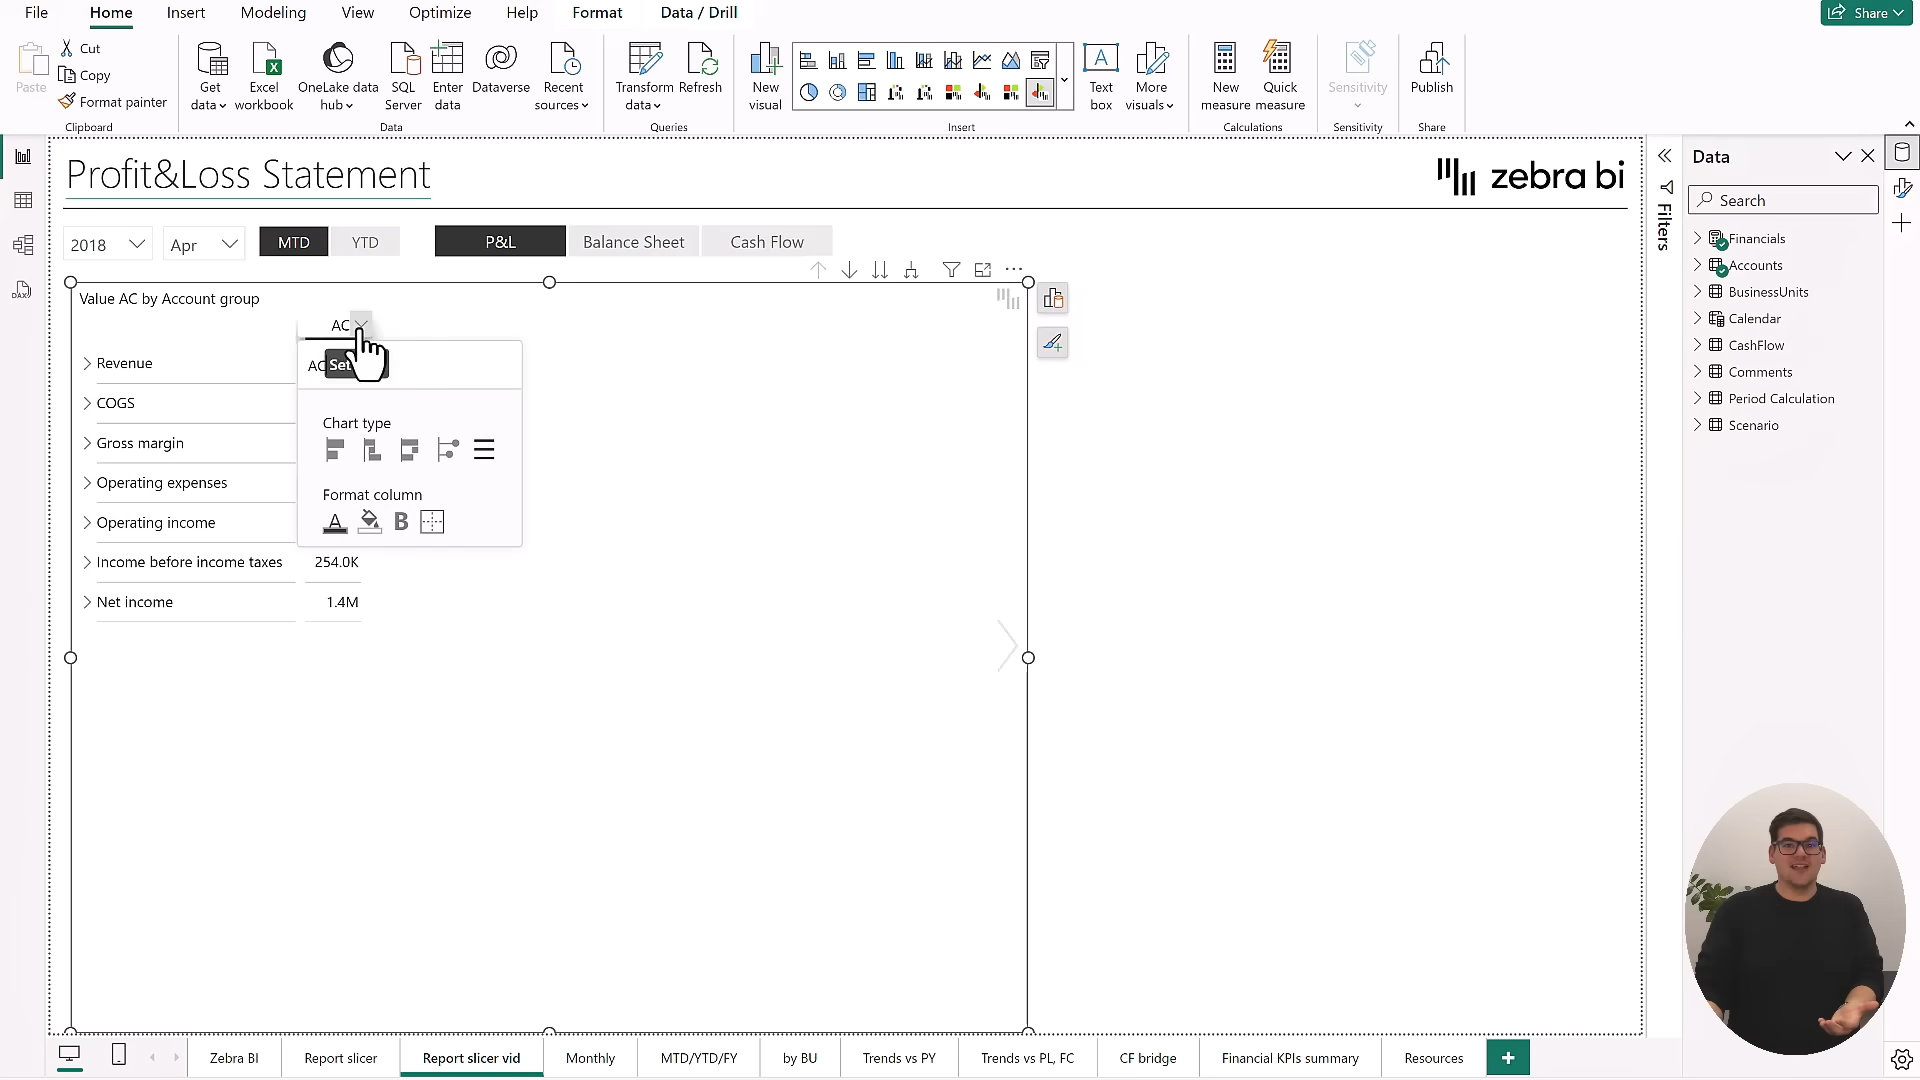 File Home Insert Modeling View Optimize Help Format Data / Drill Share
Paste
Cut
Copy
Format painter
Clipboard
Get data
Excel workbook
OneLake data hub
SQL Server
Enter data
Dataverse
Recent sources
Data
Transform data
Refresh
Queries
New visual
Insert
Text box
More visuals
New measure
Quick measure
Calculations
Sensitivity
Sensitivity
Publish
Share
Profit&Loss Statement
zebra bi
2018 Apr MTD YTD P&L Balance Sheet Cash Flow
Value AC by Account group
AC
Revenue
COGS
Gross margin
Operating expenses
Operating income
Income before income taxes 254.0K
Net income 1.4M
Chart type
Format column
A B
Filters
Data
Search
Financials
Accounts
BusinessUnits
Calendar
CashFlow
Comments
Period Calculation
Scenario
DAX
Zebra BI Report slicer Report slicer vid Monthly MTD/YTD/FY by BU Trends vs PY Trends vs PL, FC CF bridge Financial KPIs summary Resources +